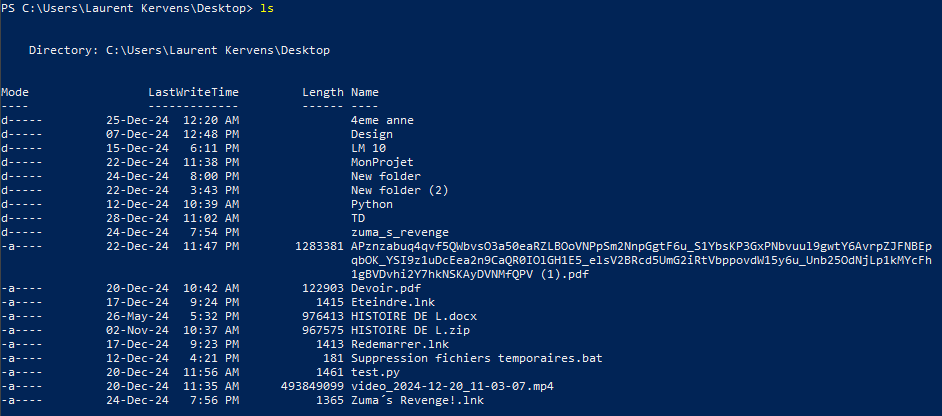 PS C:\Users\Laurent Kervens\Desktop> ls
Directory: C:\Users\Laurent Kervens\Desktop
Mode LastWriteTime Length Name
---- ------------- ------ ----
d----- 25-Dec-24 12:20 AM 4eme anne
d----- 07-Dec-24 12:48 PM Design
d----- 15-Dec-24 6:11 PM LM 10
d----- 22-Dec-24 11:38 PM MonProjet
d----- 24-Dec-24 8:00 PM New folder
d----- 22-Dec-24 3:43 PM New folder (2)
d----- 12-Dec-24 10:39 AM Python
d----- 28-Dec-24 11:02 AM TD
d----- 24-Dec-24 7:54 PM zuma_s_revenge
-a---- 22-Dec-24 11:47 PM 1283381 APznzabuq4qvf5QWbvsO3a50eaRZLBOoVNPpSm2NnpGgtF6u_S1YbsKP3GxPNbvuul9gwtY6AvrpZJFNBEp
qbOK_YSI9z1uDcEea2n9CaQR0IOlGH1E5_elsV2BRcd5UmG2iRtVbppovdW15y6u_Unb25OdNjLp1kMYcFh
1gBVDvhi2Y7hkNSKAyDVNMfQPV (1).pdf
-a---- 20-Dec-24 10:42 AM 122903 Devoir.pdf
-a---- 17-Dec-24 9:24 PM 1415 Eteindre.lnk
-a---- 26-May-24 5:32 PM 976413 HISTOIRE DE L.docx
-a---- 02-Nov-24 10:37 AM 967575 HISTOIRE DE L.zip
-a---- 17-Dec-24 9:23 PM 1413 Redemarrer.lnk
-a---- 12-Dec-24 4:21 PM 181 Suppression fichiers temporaires.bat
-a---- 20-Dec-24 11:56 AM 1461 test.py
-a---- 20-Dec-24 11:35 AM 493849099 video_2024-12-20_11-03-07.mp4
-a---- 24-Dec-24 7:56 PM 1365 Zuma´s Revenge!.lnk